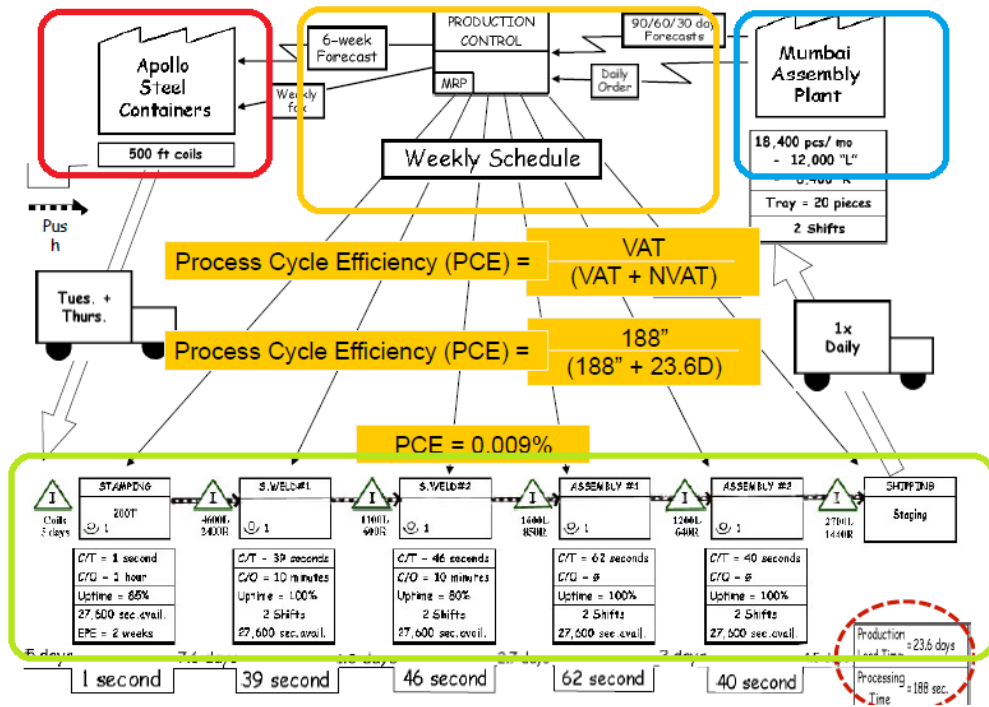 Apollo
Steel
Containers
500 ft coils
6-week
Forecast
Weekly
fax
PRODUCTION
CONTROL
MRP
90/60/30 day
Forecasts
Daily
Order
Mumbai
Assembly
Plant
18,400 pcs/ mo
- 12,000 "L"
Tray = 20 pieces
2 Shifts
Weekly Schedule
Pus
h
Tues. +
Thurs.
1x
Daily
Process Cycle Efficiency (PCE) =
VAT
(VAT + NVAT)
Process Cycle Efficiency (PCE) =
188”
(188” + 23.6D)
PCE = 0.009%
I
Coils
5 days
STAMPING
200T
1
I
4600L
2400R
S.WELD#1
1
I
1100L
600R
S.WELD#2
1
I
1600L
850R
ASSEMBLY #1
1
I
1200L
640R
ASSEMBLY #2
1
I
2700L
1440R
SHIPPING
Staging
C/T = 1 second
C/O - 1 hour
Uptime = 85%
27,600 sec.avail.
EPE = 2 weeks
C/T - 39 seconds
C/O = 10 minutes
Uptime = 100%
2 Shifts
27,600 sec.avail.
C/T - 46 seconds
C/O = 10 minutes
Uptime = 80%
2 Shifts
27,600 sec.avail.
C/T = 62 seconds
C/O - ø
Uptime = 100%
2 Shifts
27,600 sec.avail.
C/T = 40 seconds
C/O - ø
Uptime = 100%
2 Shifts
27,600 sec.avail.
days
1 second
days
39 second
days
46 second
2.7 days
62 second
2 days
40 second
Production
Lead Time = 23.6 days
Processing
Time = 188 sec.